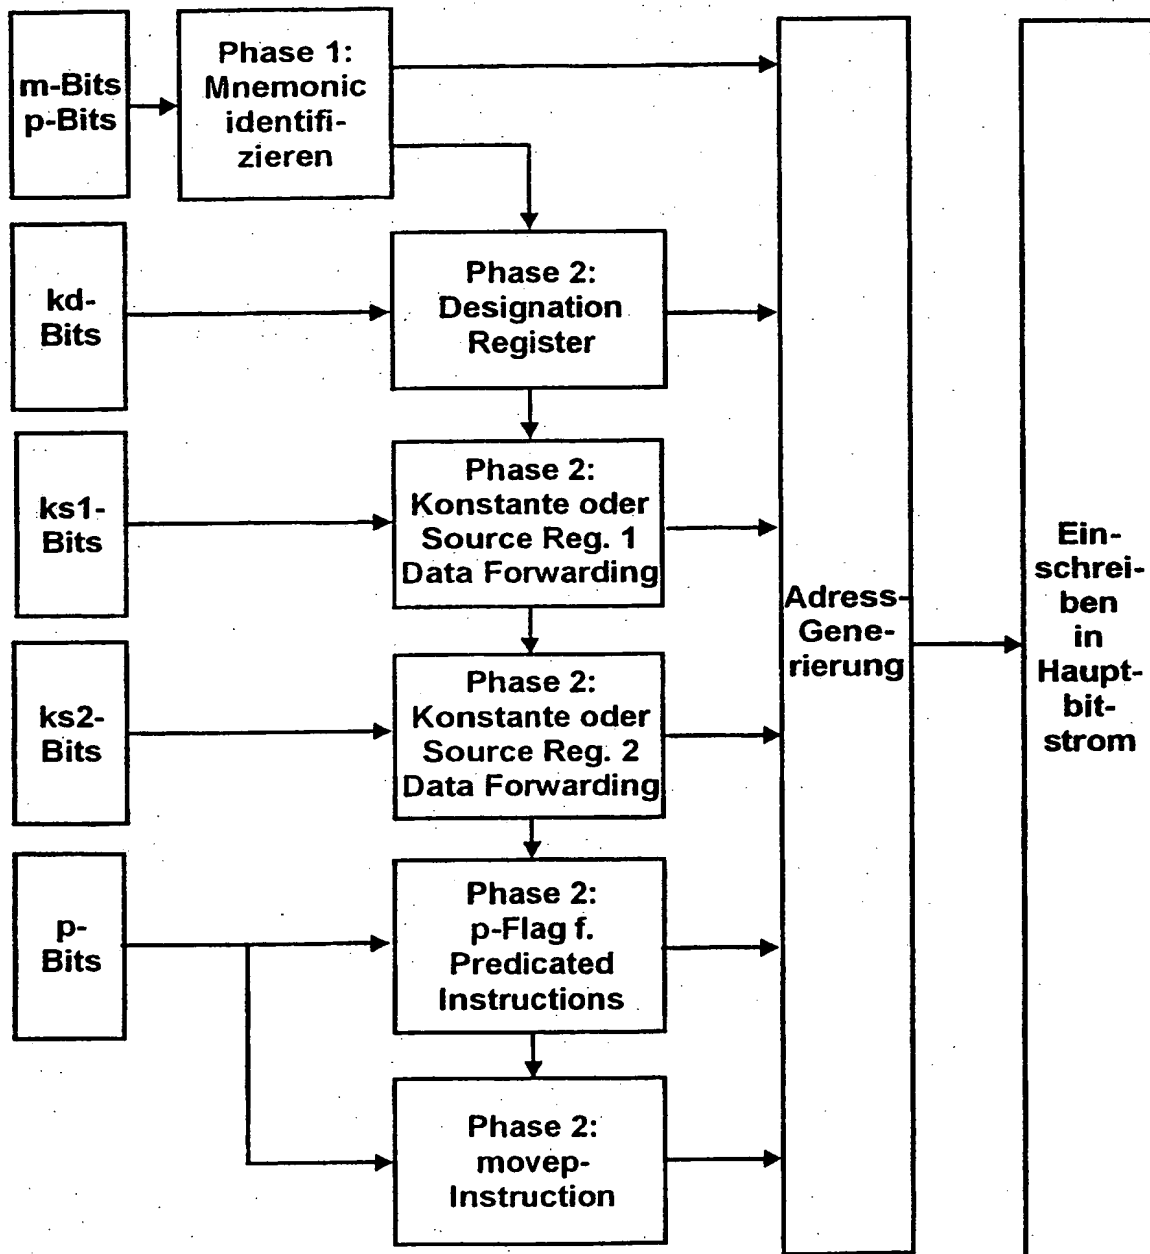 m-Bits
p-Bits
Phase 1:
Mnemonic
identifi-
zieren
kd-
Bits
Phase 2:
Designation
Register
ks1-
Bits
Phase 2:
Konstante oder
Source Reg. 1
Data Forwarding
ks2-
Bits
Phase 2:
Konstante oder
Source Reg. 2
Data Forwarding
p-
Bits
Phase 2:
p-Flag f.
Predicated
Instructions
Phase 2:
movep-
Instruction
Adress-
Gene-
rierung
Ein-
schrei-
ben
in
Haupt-
bit-
strom